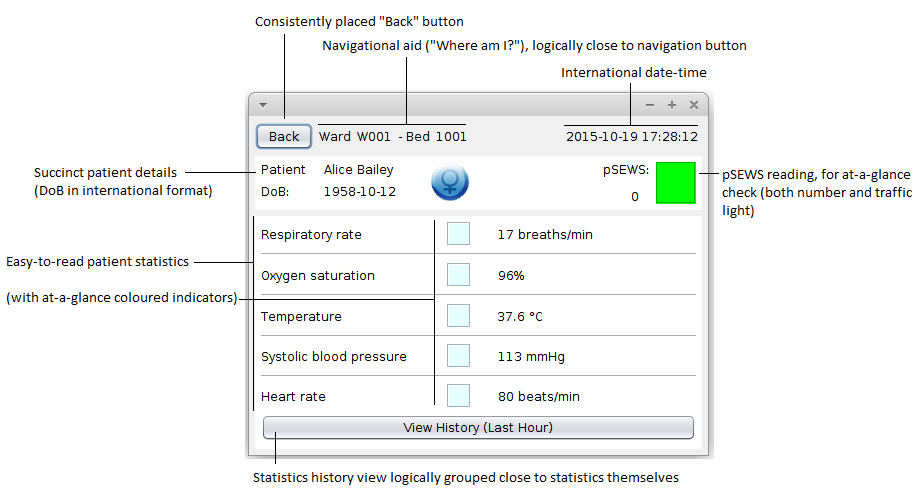 Consistently placed "Back" button
Navigational aid ("Where am I?"), logically close to navigation button
International date-time
Back
Ward W001 - Bed 1001
2015-10-19 17:28:12
Succinct patient details
(DoB in international format)
Patient Alice Bailey
DoB: 1958-10-12
pSEWS:
0
pSEWS reading, for at-a-glance
check (both number and traffic
light)
Easy-to-read patient statistics
(with at-a-glance coloured indicators)
Respiratory rate 17 breaths/min
Oxygen saturation 96%
Temperature 37.6 °C
Systolic blood pressure 113 mmHg
Heart rate 80 beats/min
View History (Last Hour)
Statistics history view logically grouped close to statistics themselves